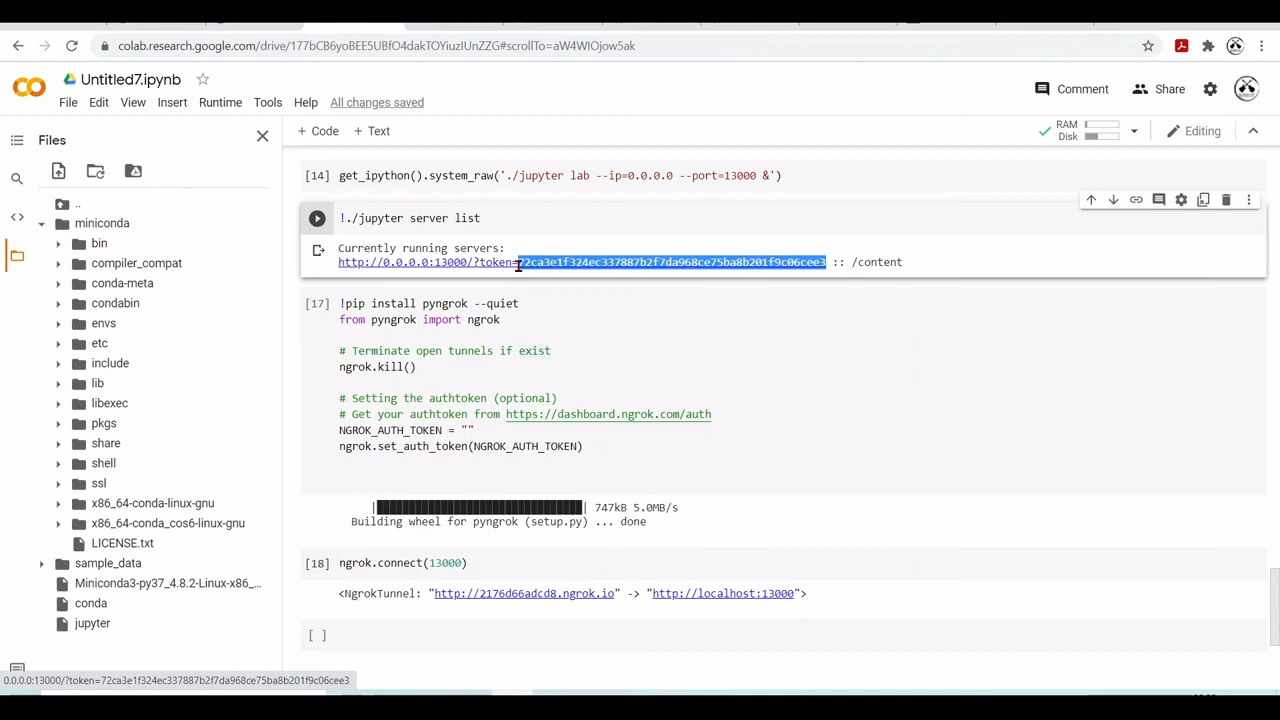 colab.research.google.com/drive/177bCB6yoBEE5UBfO4dakTOYiuzIUnZZG#scrollTo=aW4WIOjow5ak
Untitled7.ipynb
File Edit View Insert Runtime Tools Help All changes saved
Comment Share
Files
+ Code + Text
RAM
Disk
Editing
..
miniconda
bin
compiler_compat
conda-meta
condabin
envs
etc
include
lib
libexec
pkgs
share
shell
ssl
x86_64-conda-linux-gnu
x86_64-conda_cos6-linux-gnu
LICENSE.txt
sample_data
Miniconda3-py37_4.8.2-Linux-x86_...
conda
jupyter
[14] get_ipython().system_raw('./jupyter lab --ip=0.0.0.0 --port=13000 &')
!./jupyter server list
Currently running servers:
http://0.0.0.0:13000/?token=72ca3e1f324ec337887b2f7da968ce75ba8b201f9c06cee3 :: /content
[17] !pip install pyngrok --quiet
from pyngrok import ngrok
# Terminate open tunnels if exist
ngrok.kill()
# Setting the authtoken (optional)
# Get your authtoken from https://dashboard.ngrok.com/auth
NGROK_AUTH_TOKEN = ""
ngrok.set_auth_token(NGROK_AUTH_TOKEN)
|████████████████████████████████| 747kB 5.0MB/s
Building wheel for pyngrok (setup.py) ... done
[18] ngrok.connect(13000)
<NgrokTunnel: "http://2176d66adcd8.ngrok.io" -> "http://localhost:13000">
[ ]
0.0.0.0:13000/?token=72ca3e1f324ec337887b2f7da968ce75ba8b201f9c06cee3